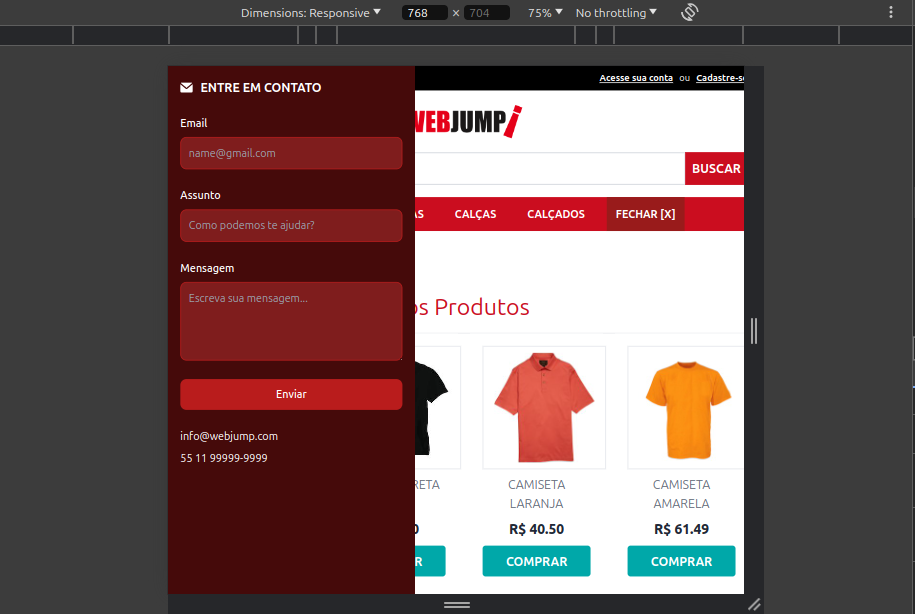 Dimensions: Responsive 768 × 704 75% No throttling
ENTRE EM CONTATO
Email
name@gmail.com
Assunto
Como podemos te ajudar?
Mensagem
Escreva sua mensagem...
Enviar
info@webjump.com
55 11 99999-9999
Acesse sua conta ou Cadastre-s
WEBJUMP!
BUSCAR
AS CALÇAS CALÇADOS FECHAR [X]
os Produtos
RETA
0
R
CAMISETA
LARANJA
R$ 40.50
COMPRAR
CAMISETA
AMARELA
R$ 61.49
COMPRAR